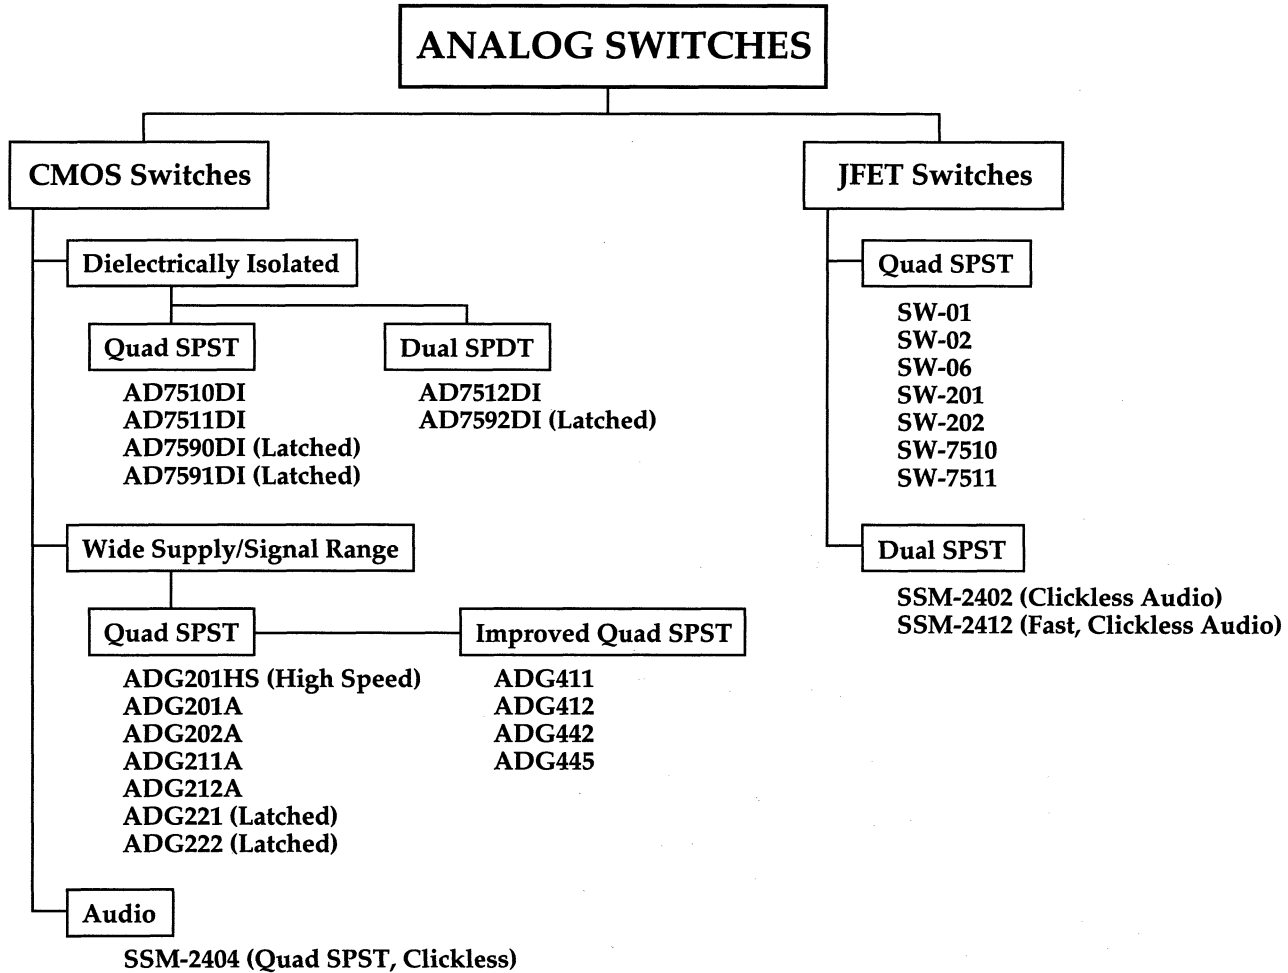 ANALOG SWITCHES
CMOS Switches
Dielectrically Isolated
Quad SPST
AD7510DI
AD7511DI
AD7590DI (Latched)
AD7591DI (Latched)
Dual SPDT
AD7512DI
AD7592DI (Latched)
Wide Supply/Signal Range
Quad SPST
ADG201HS (High Speed)
ADG201A
ADG202A
ADG211A
ADG212A
ADG221 (Latched)
ADG222 (Latched)
Improved Quad SPST
ADG411
ADG412
ADG442
ADG445
Audio
SSM-2404 (Quad SPST, Clickless)
JFET Switches
Quad SPST
SW-01
SW-02
SW-06
SW-201
SW-202
SW-7510
SW-7511
Dual SPST
SSM-2402 (Clickless Audio)
SSM-2412 (Fast, Clickless Audio)